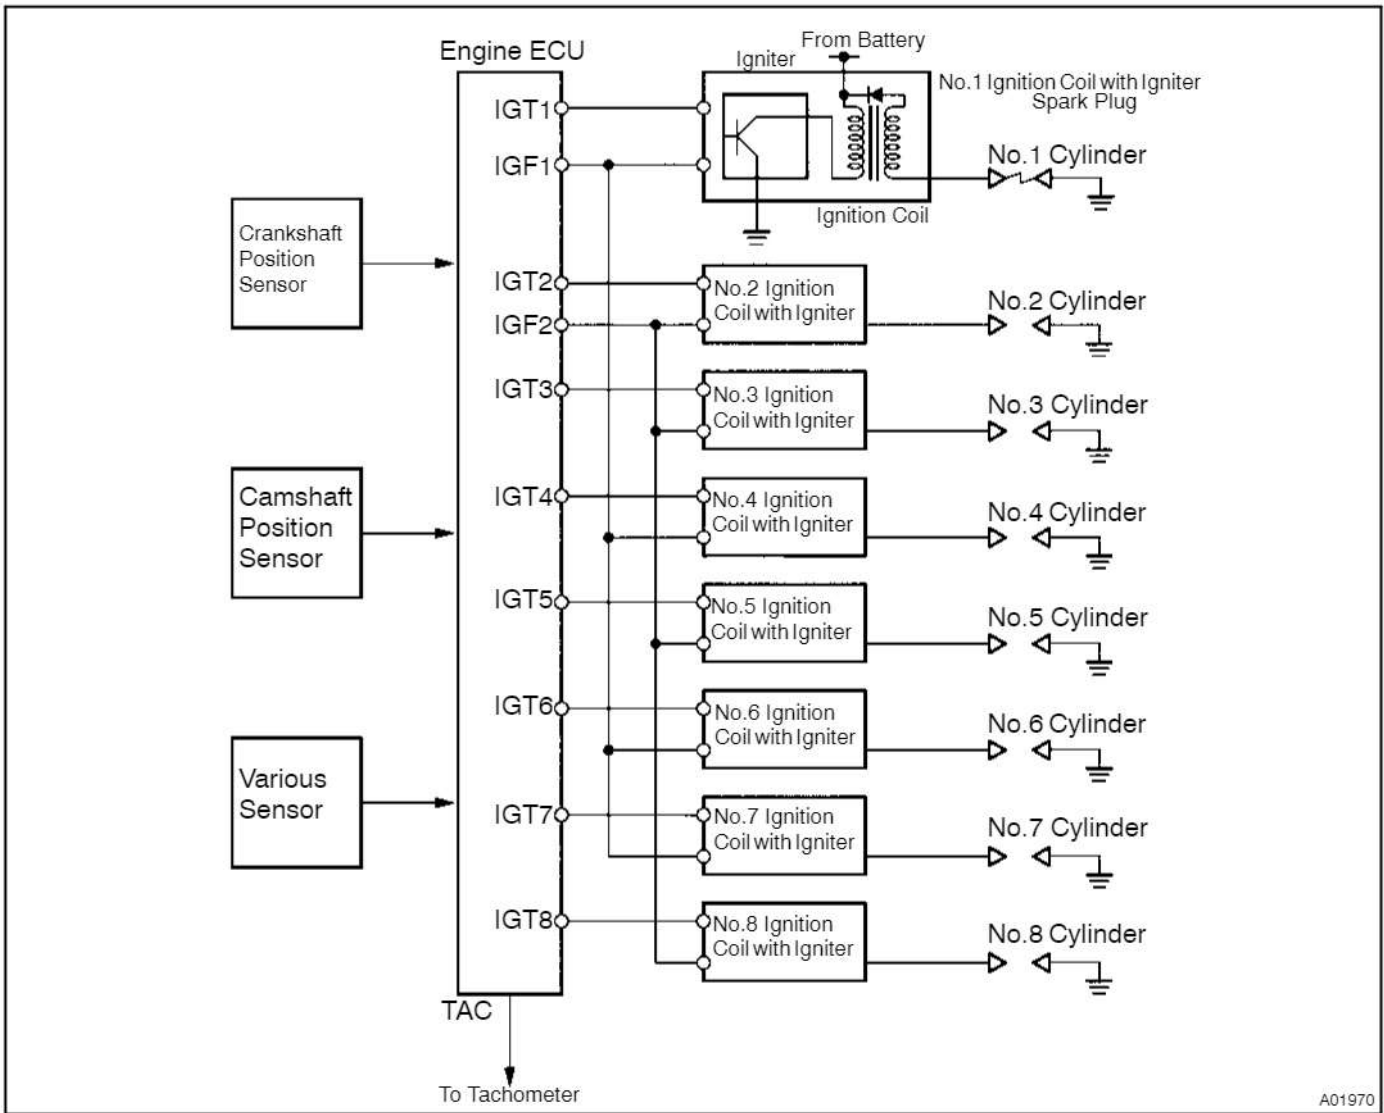 Engine ECU
From Battery
Igniter
No.1 Ignition Coil with Igniter
Spark Plug
IGT1
IGF1
No.1 Cylinder
Ignition Coil
Crankshaft
Position
Sensor
IGT2
No.2 Ignition
Coil with Igniter
No.2 Cylinder
IGF2
IGT3
No.3 Ignition
Coil with Igniter
No.3 Cylinder
Camshaft
Position
Sensor
IGT4
No.4 Ignition
Coil with Igniter
No.4 Cylinder
IGT5
No.5 Ignition
Coil with Igniter
No.5 Cylinder
IGT6
No.6 Ignition
Coil with Igniter
No.6 Cylinder
Various
Sensor
IGT7
No.7 Ignition
Coil with Igniter
No.7 Cylinder
IGT8
No.8 Ignition
Coil with Igniter
No.8 Cylinder
TAC
To Tachometer
A01970